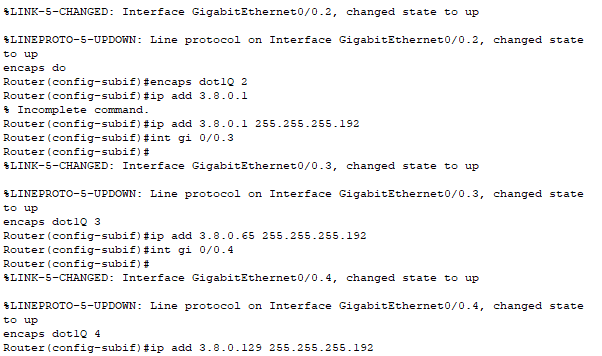 %LINK-5-CHANGED: Interface GigabitEthernet0/0.2, changed state to up
%LINEPROTO-5-UPDOWN: Line protocol on Interface GigabitEthernet0/0.2, changed state
to up
encaps do
Router(config-subif)#encaps dot1Q 2
Router(config-subif)#ip add 3.8.0.1
% Incomplete command.
Router(config-subif)#ip add 3.8.0.1 255.255.255.192
Router(config-subif)#int gi 0/0.3
Router(config-subif)#
%LINK-5-CHANGED: Interface GigabitEthernet0/0.3, changed state to up
%LINEPROTO-5-UPDOWN: Line protocol on Interface GigabitEthernet0/0.3, changed state
to up
encaps dot1Q 3
Router(config-subif)#ip add 3.8.0.65 255.255.255.192
Router(config-subif)#int gi 0/0.4
Router(config-subif)#
%LINK-5-CHANGED: Interface GigabitEthernet0/0.4, changed state to up
%LINEPROTO-5-UPDOWN: Line protocol on Interface GigabitEthernet0/0.4, changed state
to up
encaps dot1Q 4
Router(config-subif)#ip add 3.8.0.129 255.255.255.192